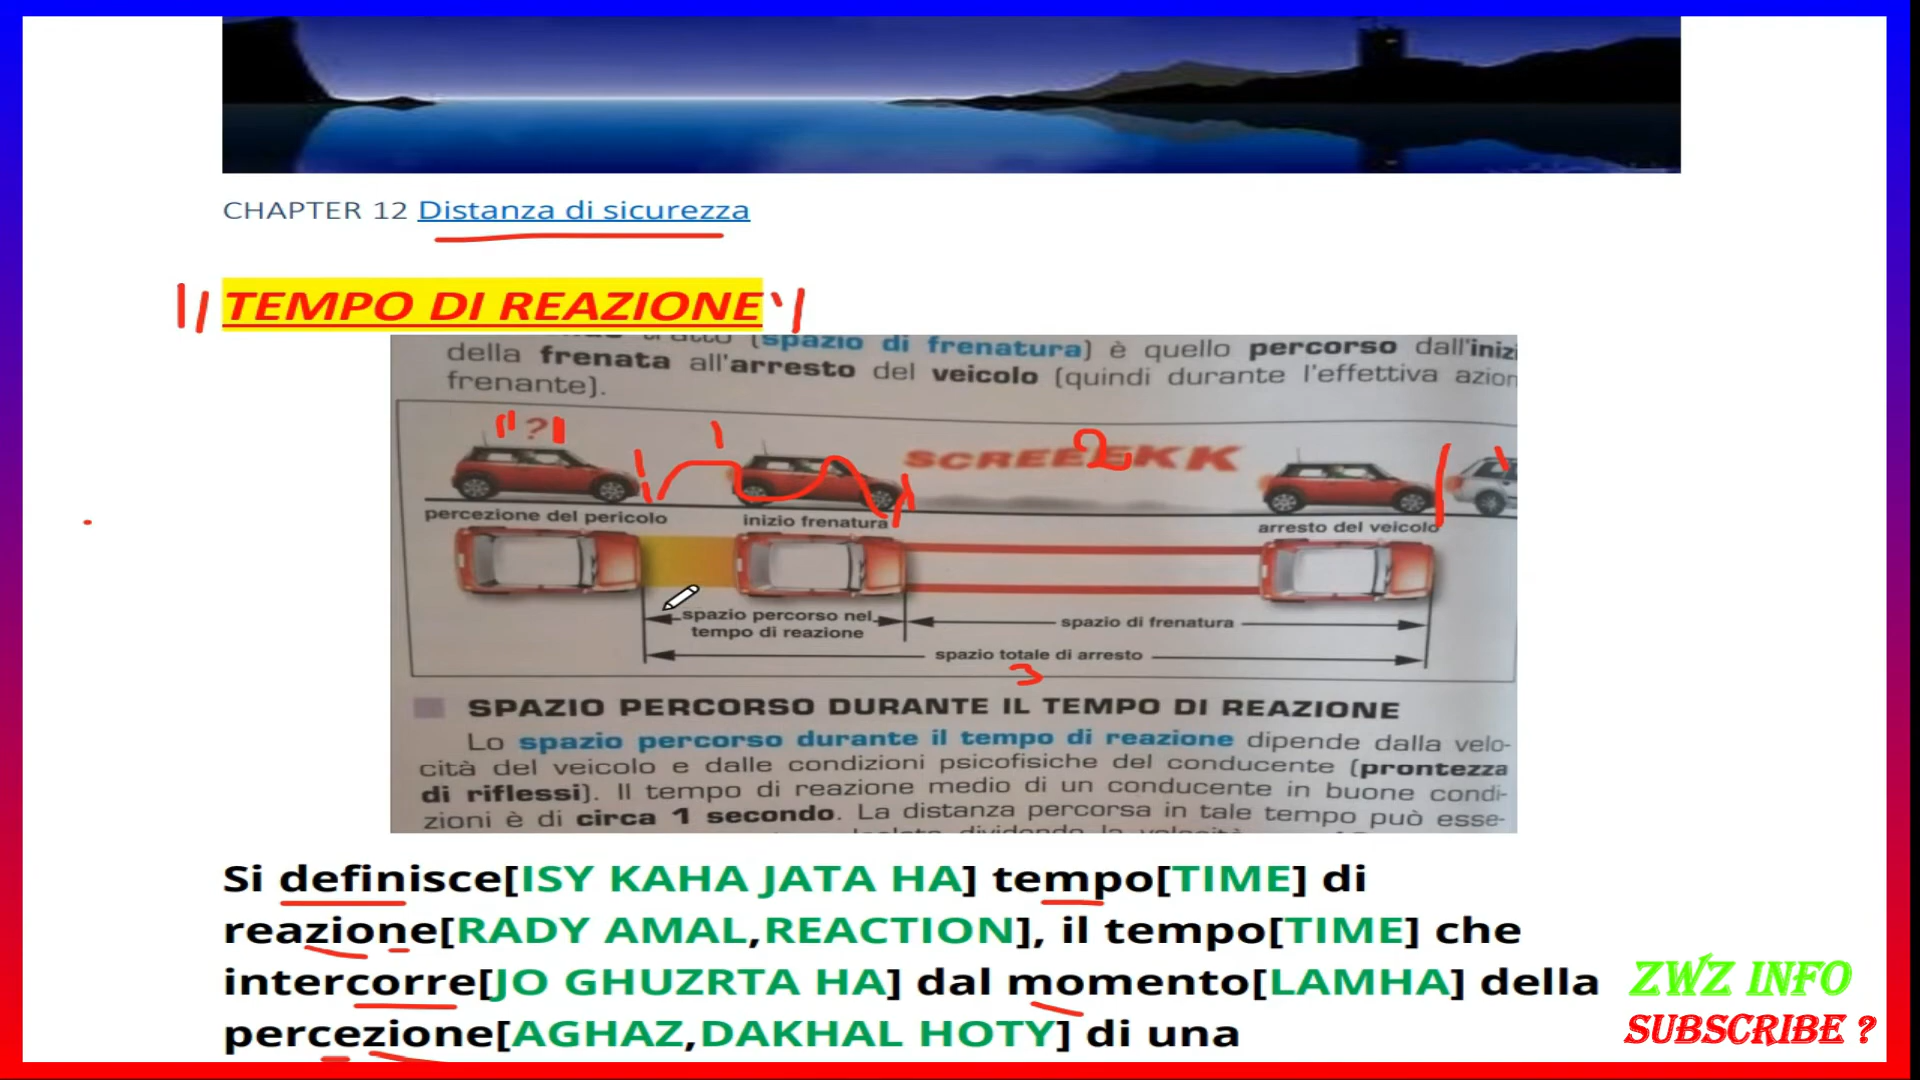 CHAPTER 12 Distanza di sicurezza
TEMPO DI REAZIONE
(spazio di frenatura) è quello percorso dall'inizi
della frenata all'arresto del veicolo (quindi durante l'effettiva azion
frenante).
"?"
1
SCREEEKK
2
percezione del pericolo
inizio frenatura
arresto del veicolo
spazio percorso nel
tempo di reazione
spazio di frenatura
spazio totale di arresto
3
SPAZIO PERCORSO DURANTE IL TEMPO DI REAZIONE
Lo spazio percorso durante il tempo di reazione dipende dalla velo-
cità del veicolo e dalle condizioni psicofisiche del conducente (prontezza
di riflessi). Il tempo di reazione medio di un conducente in buone condi-
zioni è di circa 1 secondo. La distanza percorsa in tale tempo può esse-
Si definisce[ISY KAHA JATA HA] tempo[TIME] di
reazione[RADY AMAL,REACTION], il tempo[TIME] che
intercorre[JO GHUZRTA HA] dal momento[LAMHA] della
percezione[AGHAZ,DAKHAL HOTY] di una
ZWZ INFO
SUBSCRIBE ?